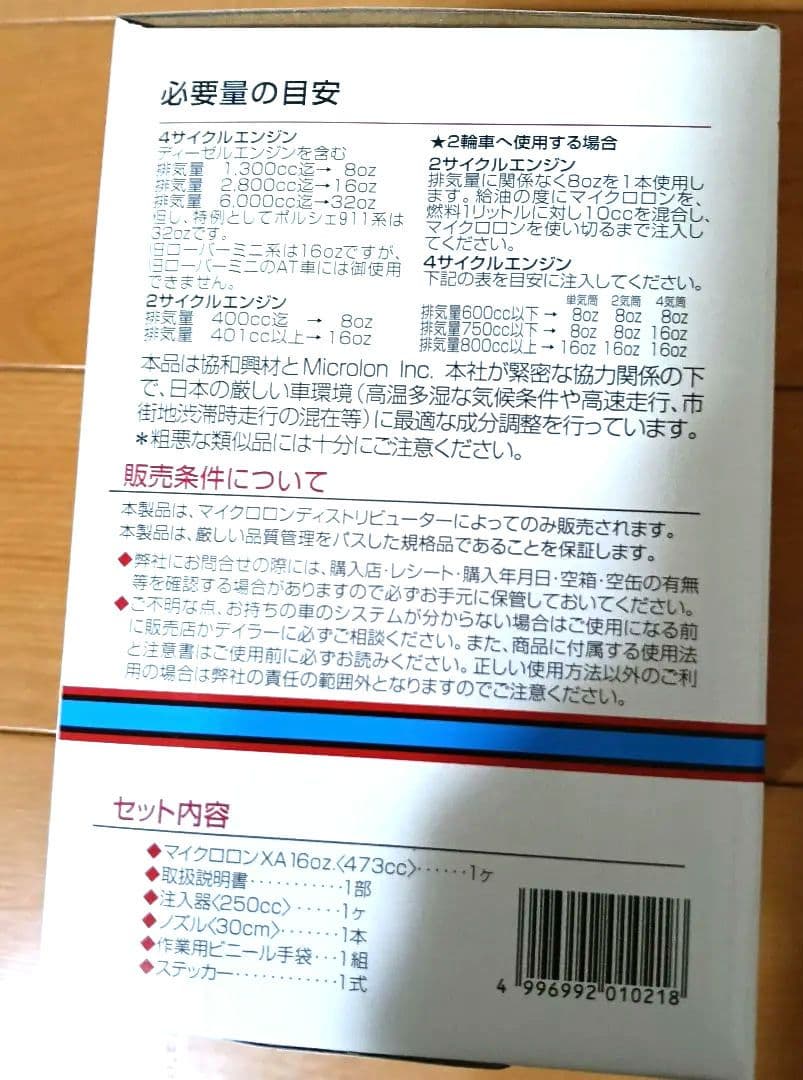 必要量の目安
4サイクルエンジン
ディーゼルエンジンを含む
排気量 1,300cc迄→ 8oz
排気量 2,800cc迄→16oz
排気量 6,000cc迄→32oz
但し、特例としてポルシェ911系は
32ozです。
旧ローバーミニ系は16ozですが、
旧ローバーミニのAT車には御使用
できません。
2サイクルエンジン
排気量 400cc迄 → 8oz
排気量 401cc以上→ 16oz
★2輪車へ使用する場合
2サイクルエンジン
排気量に関係なく8ozを1本使用し
ます。給油の度にマイクロロンを、
燃料1リットルに対し10ccを混合し、
マイクロロンを使い切るまで注入し
てください。
4サイクルエンジン
下記の表を目安に注入してください。
単気筒 2気筒 4気筒
排気量600cc以下→ 8oz 8oz 8oz
排気量750cc以下→ 8oz 8oz 16oz
排気量800cc以上→16oz 16oz 16oz
本品は協和興材とMicrolon Inc. 本社が緊密な協力関係の下
で、日本の厳しい車環境(高温多湿な気候条件や高速走行、市
街地渋滞時走行の混在等)に最適な成分調整を行っています。
*粗悪な類似品には十分にご注意ください。
販売条件について
本製品は、マイクロロンディストリビューターによってのみ販売されます。
本製品は、厳しい品質管理をパスした規格品であることを保証します。
◆弊社にお問合せの際には、購入店・レシート・購入年月日・空箱・空缶の有無
等を確認する場合がありますので必ずお手元に保管しておいてください。
◆ご不明な点、お持ちの車のシステムが分からない場合はご使用になる前
に販売店かデイラーに必ずご相談ください。また、商品に付属する使用法
と注意書はご使用前に必ずお読みください。正しい使用方法以外のご利
用の場合は弊社の責任の範囲外となりますのでご注意ください。
セット内容
◆マイクロロンXA16oz.〈473cc〉‥‥‥1ヶ
◆取扱説明書‥‥‥‥‥‥1部
◆注入器〈250cc〉‥‥‥1ヶ
◆ノズル〈30cm〉‥‥‥‥1本
◆作業用ビニール手袋‥‥1組
◆ステッカー‥‥‥‥‥‥1式
4 996992 010218